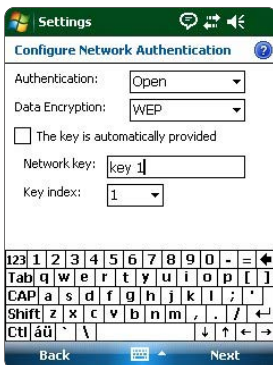 Settings
Configure Network Authentication
Authentication: Open
Data Encryption: WEP
The key is automatically provided
Network key: key 1
Key index: 1
123 1 2 3 4 5 6 7 8 9 0 - =
Tab q w e r t y u i o p [ ]
CAP a s d f g h j k l ; '
Shift z x c v b n m , . /
Ctl áü ` \
Back Next